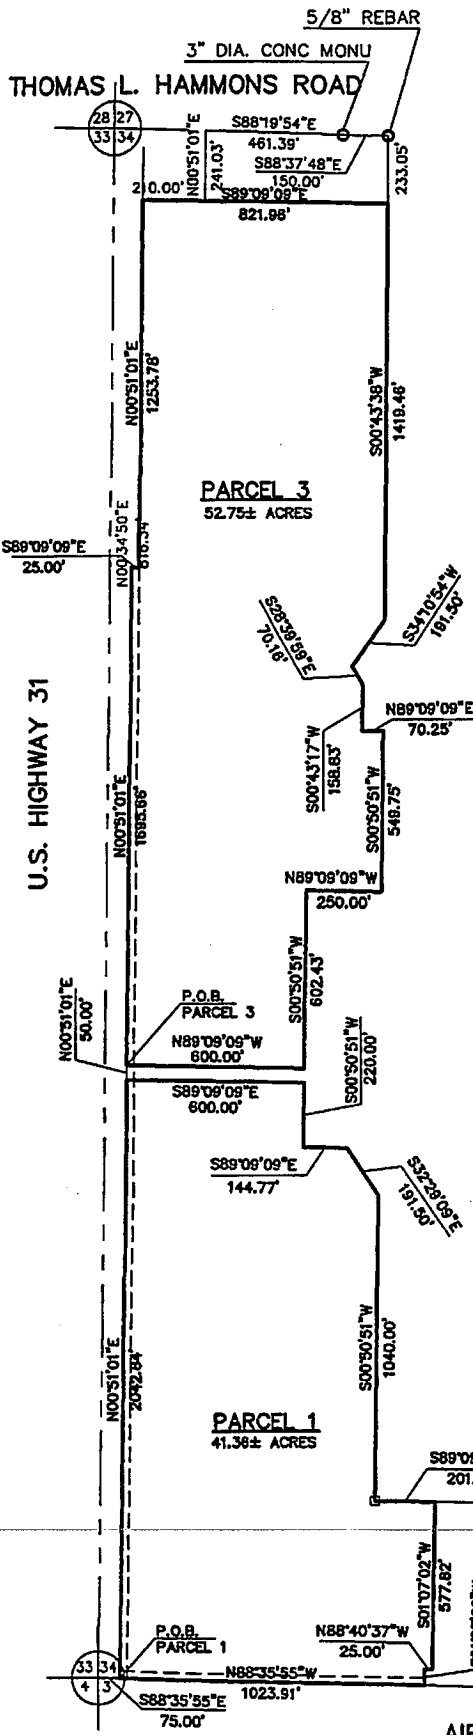 5/8" REBAR
3" DIA. CONC MONU
THOMAS L. HAMMONS ROAD
28 27
33 34
N00°51'01"E
241.03'
S88°19'54"E
461.39'
S88°37'48"E
150.00'
233.05'
210.00'
S89°09'09"E
821.98'
N00°51'01"E
1253.78'
S00°43'38"W
1419.46'
PARCEL 3
52.75± ACRES
S89°09'09"E
25.00'
N00°34'50"E
816.34'
S34°10'54"W
191.50'
S28°39'59"E
70.16'
N89°09'09"E
70.25'
S00°43'17"W
158.83'
U.S. HIGHWAY 31
N00°51'01"E
1695.66'
S00°50'51"W
549.75'
N89°09'09"W
250.00'
S00°50'51"W
602.43'
P.O.B.
PARCEL 3
N00°51'01"E
50.00'
N89°09'09"W
600.00'
S89°09'09"E
600.00'
S00°50'51"W
220.00'
S89°09'09"E
144.77'
S32°29'09"E
191.50'
N00°51'01"E
2042.84'
S00°50'51"W
1040.00'
PARCEL 1
41.36± ACRES
S89°09
201.
S01°07'02"W
577.82'
P.O.B.
PARCEL 1
N88°40'37"W
25.00'
33 34
4 3
N88°35'55"W
1023.91'
S88°35'55"E
75.00'